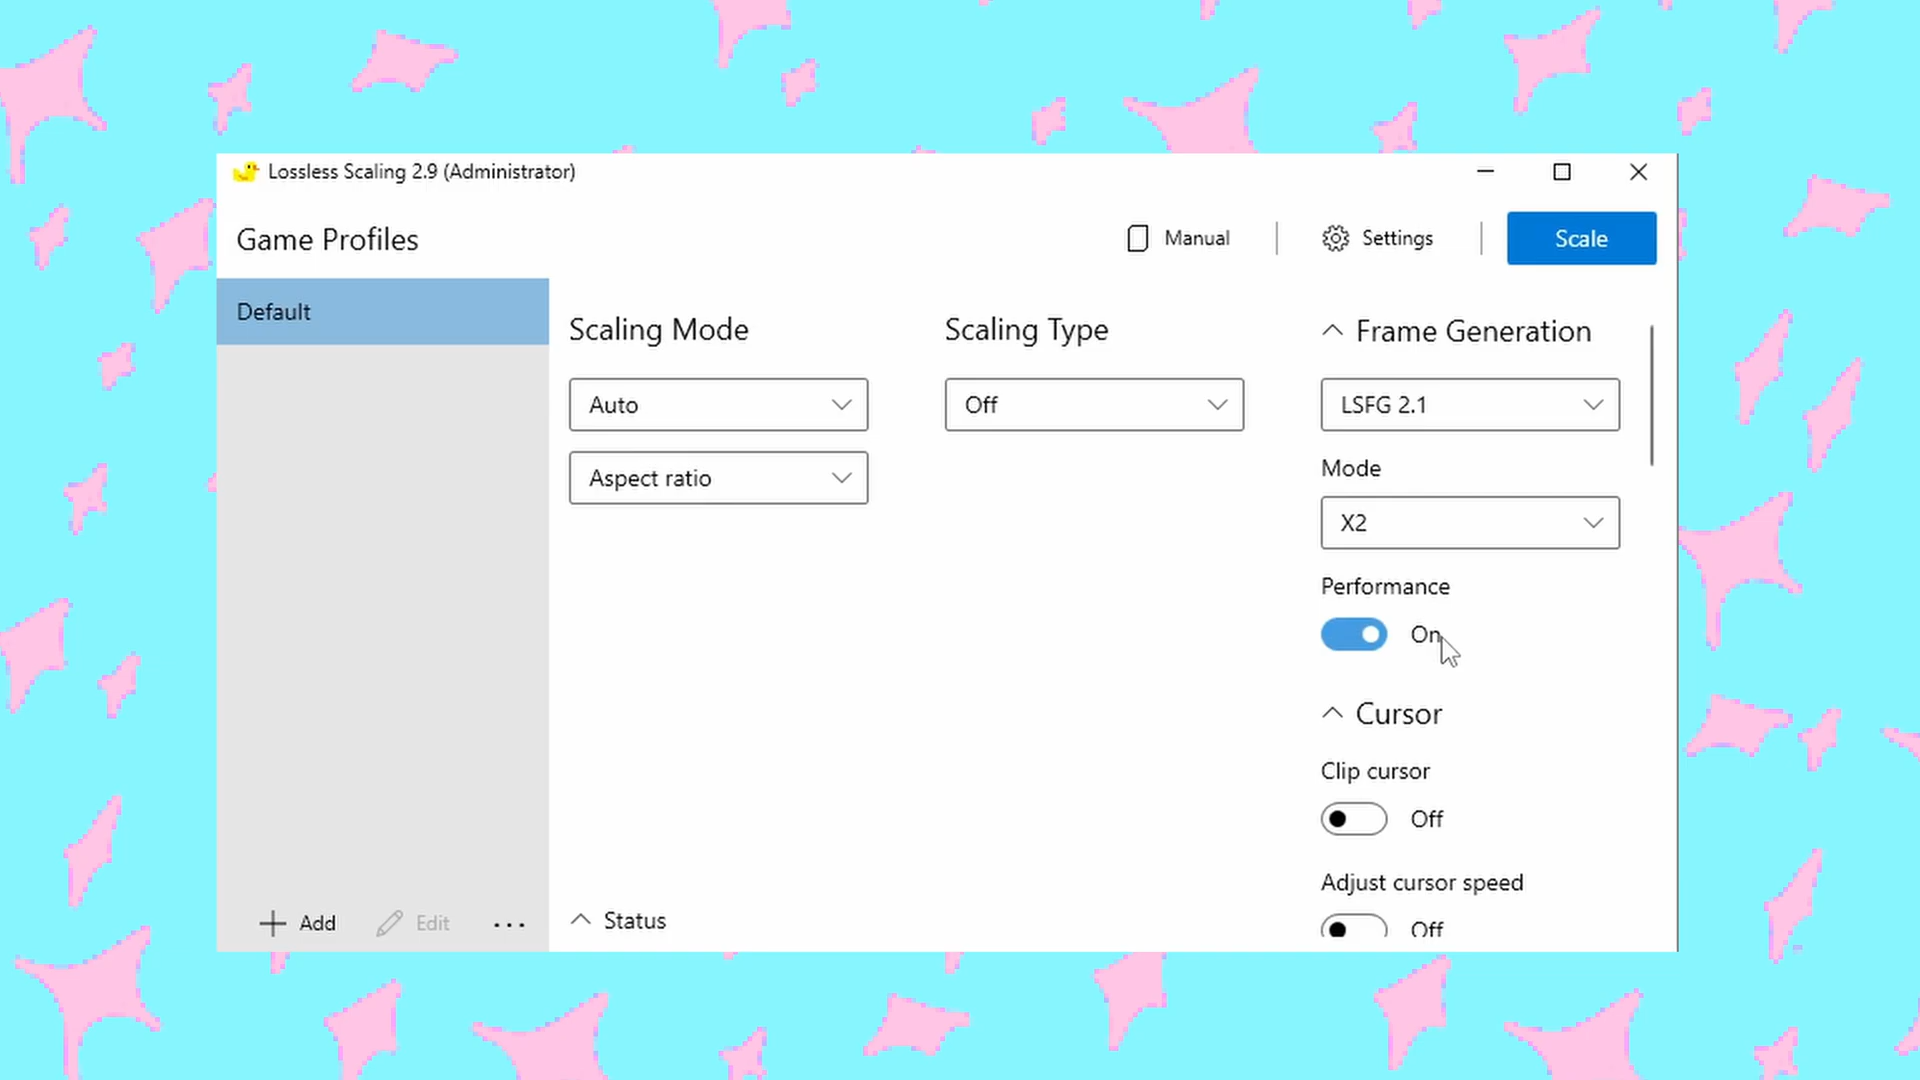 Lossless Scaling 2.9 (Administrator)
Game Profiles
Manual
Settings
Scale
Default
Scaling Mode
Auto
Aspect ratio
Scaling Type
Off
Frame Generation
LSFG 2.1
Mode
X2
Performance
On
Cursor
Clip cursor
Off
Adjust cursor speed
Off
Add
Edit
...
Status